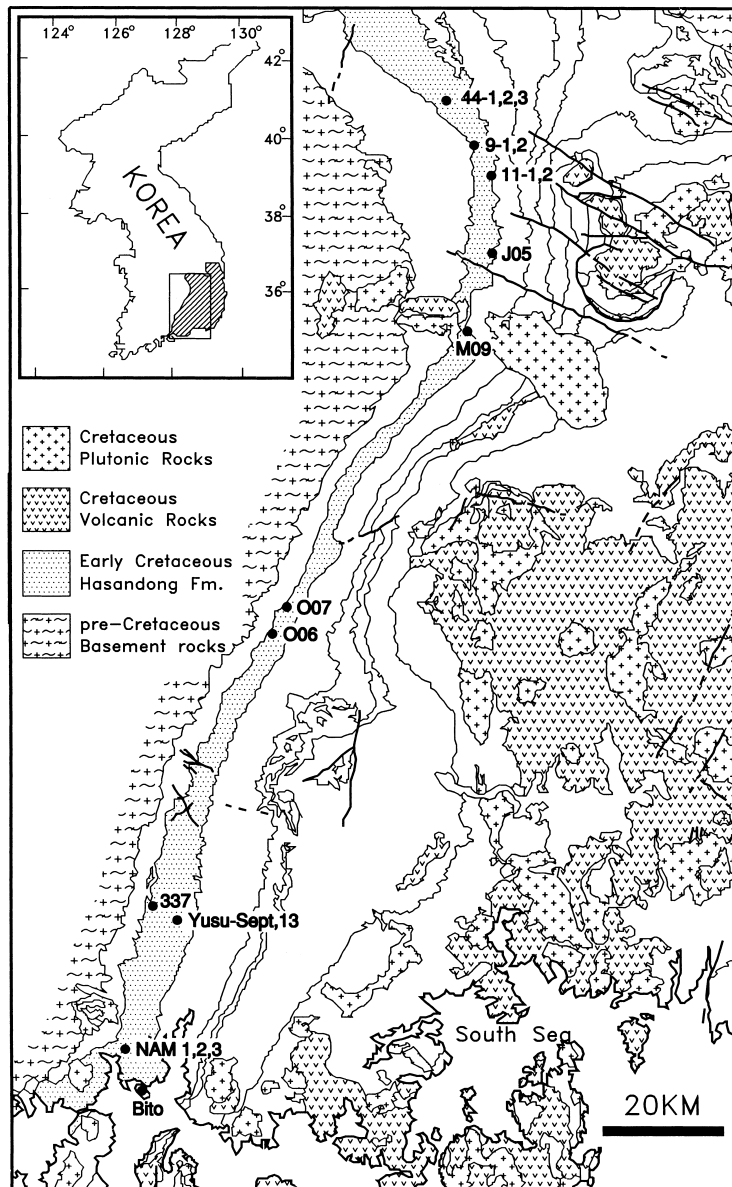 124° 126° 128° 130°
42°
40°
38°
36°
KOREA
44-1,2,3
9-1,2
11-1,2
J05
M09
Cretaceous
Plutonic Rocks
Cretaceous
Volcanic Rocks
Early Cretaceous
Hasandong Fm.
pre-Cretaceous
Basement rocks
O07
O06
337
Yusu-Sept,13
NAM 1,2,3
Bito
South Sea
20KM